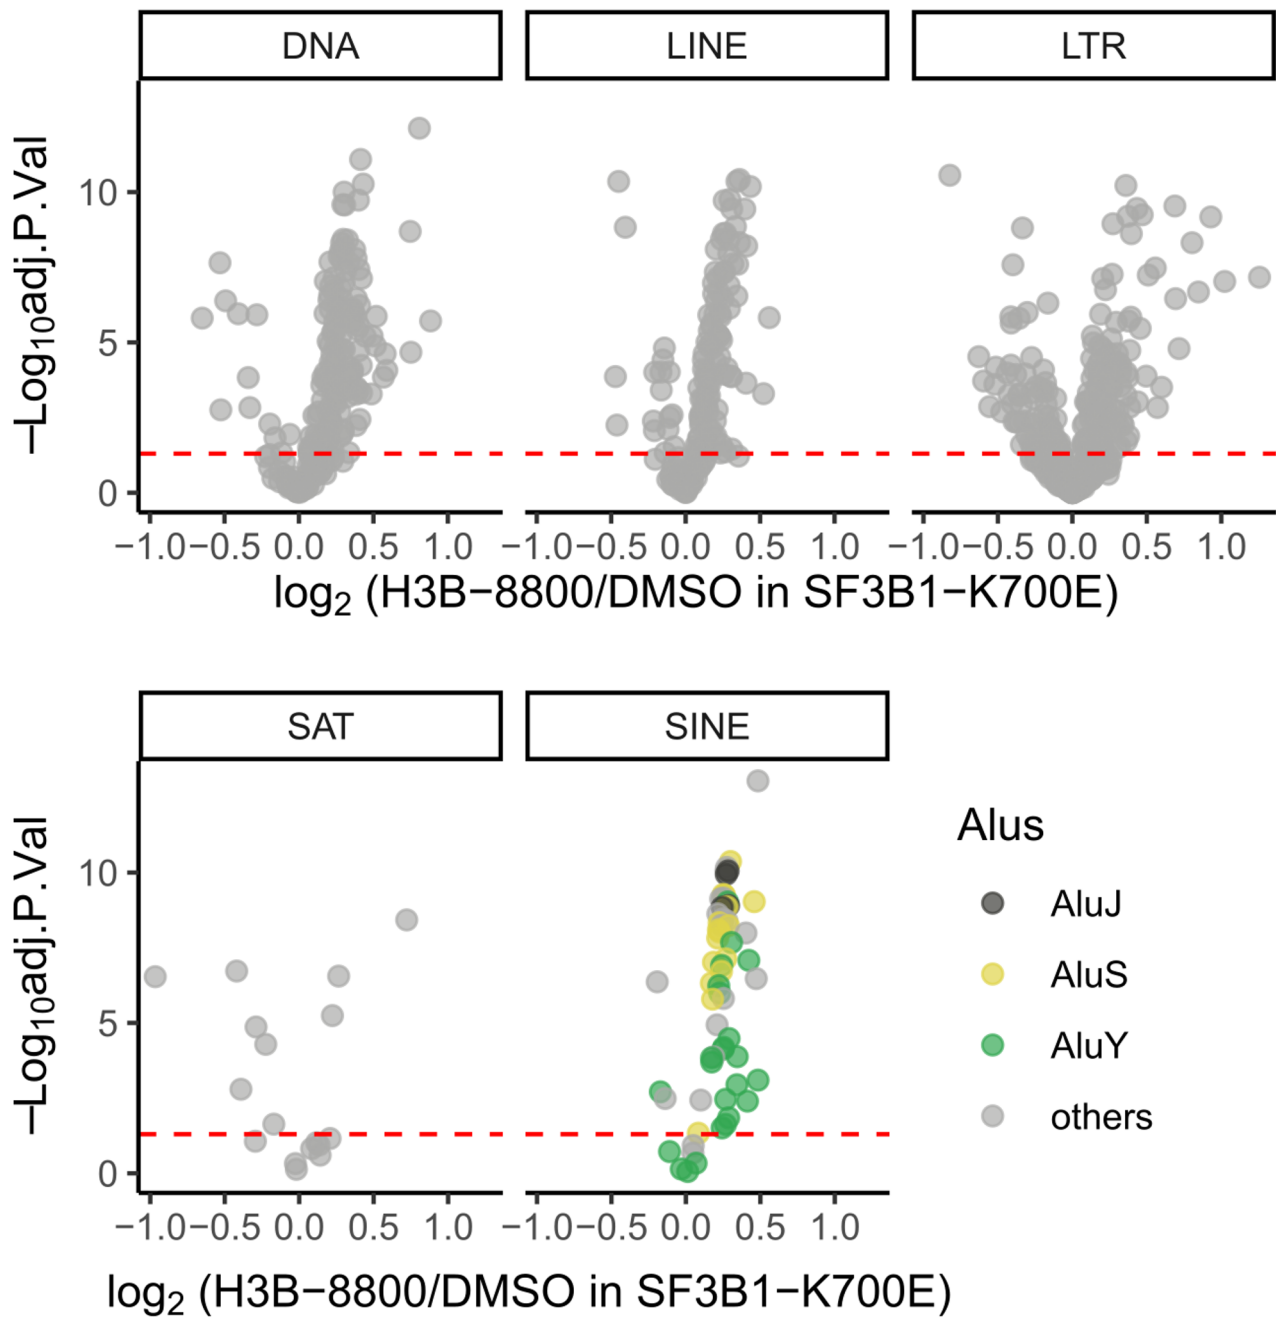 DNA LINE LTR
−Log10adj.P.Val
10
5
0
−1.0 −0.5 0.0 0.5 1.0 −1.0 −0.5 0.0 0.5 1.0 −1.0 −0.5 0.0 0.5 1.0
log2 (H3B−8800/DMSO in SF3B1−K700E)
SAT SINE
−Log10adj.P.Val
10
5
0
−1.0 −0.5 0.0 0.5 1.0 −1.0 −0.5 0.0 0.5 1.0
log2 (H3B−8800/DMSO in SF3B1−K700E)
Alus
AluJ
AluS
AluY
others